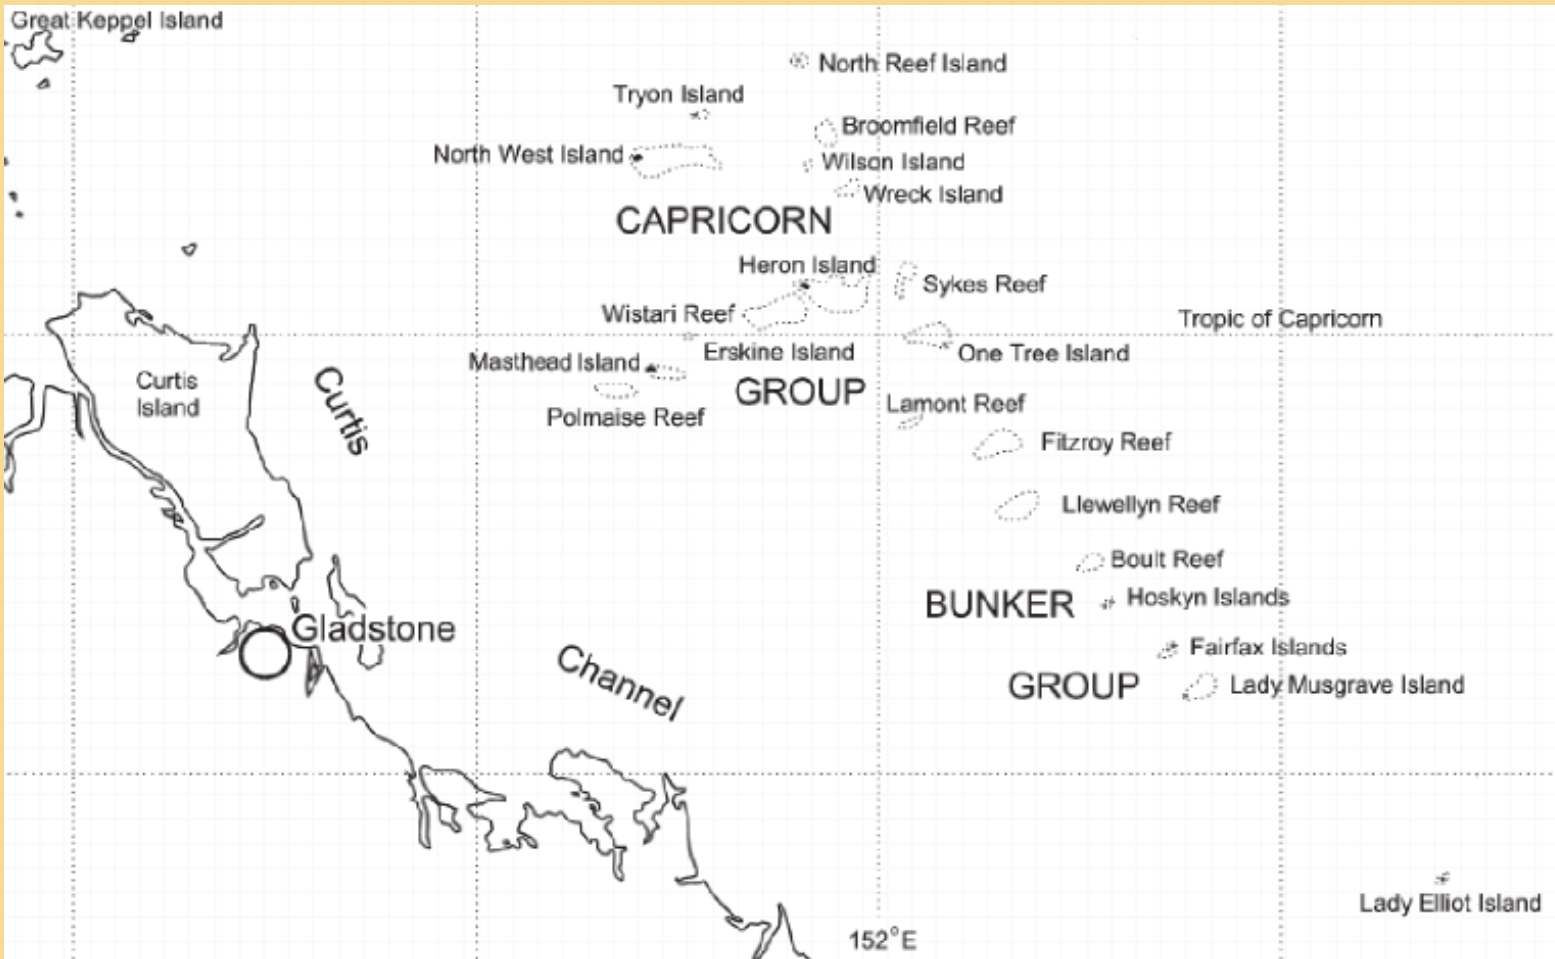 Great Keppel Island
North Reef Island
Tryon Island
Broomfield Reef
North West Island
Wilson Island
Wreck Island
CAPRICORN
Heron Island
Sykes Reef
Wistari Reef
Tropic of Capricorn
Erskine Island
One Tree Island
Masthead Island
GROUP
Curtis
Island
Curtis
Lamont Reef
Polmaise Reef
Fitzroy Reef
Llewellyn Reef
Boult Reef
BUNKER
Hoskyn Islands
Gladstone
Fairfax Islands
Channel
GROUP
Lady Musgrave Island
Lady Elliot Island
152°E